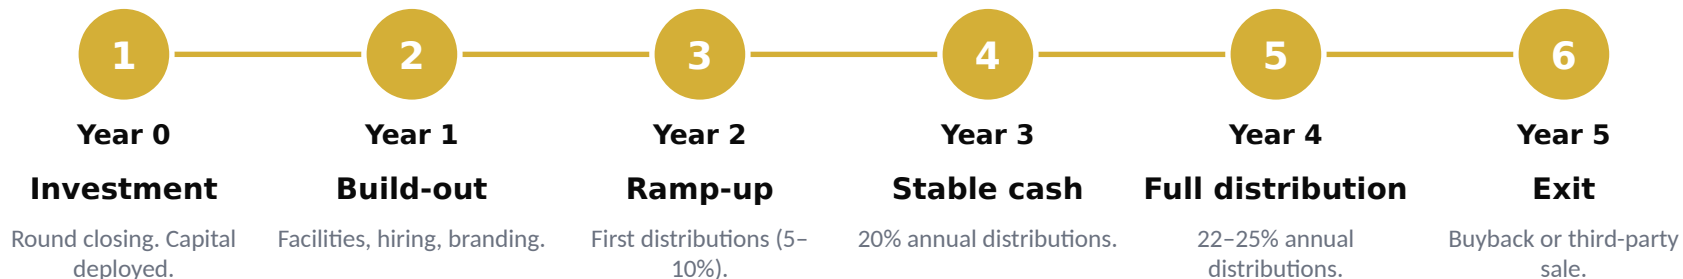 1 2 3 4 5 6
Year 0 Year 1 Year 2 Year 3 Year 4 Year 5
Investment Build-out Ramp-up Stable cash Full distribution Exit
Round closing. Capital Facilities, hiring, branding. First distributions (5– 20% annual distributions. 22–25% annual Buyback or third-party
deployed. 10%). distributions. sale.